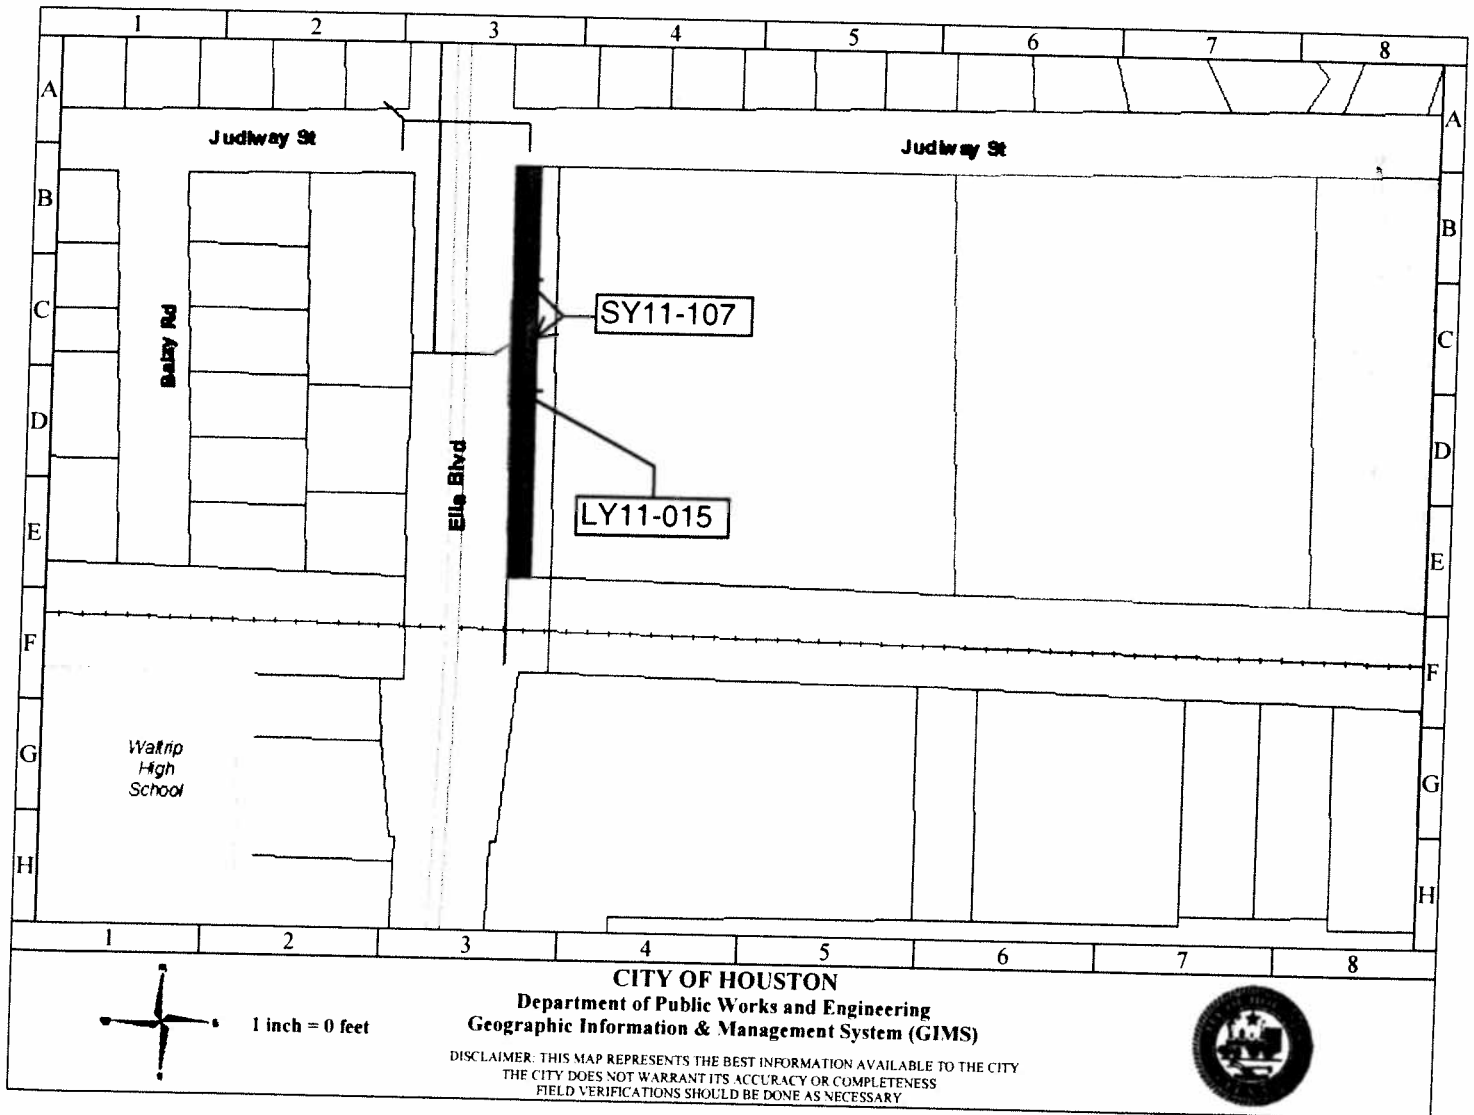 1 2 3 4 5 6 7 8
A A
Judiway St Judiway St
B B
C C
SY11-107
Balzy Rd
D D
Ella Blvd
LY11-015
E E
F F
Waltrip
High
School
G G
H H
1 2 3 4 5 6 7 8
CITY OF HOUSTON
Department of Public Works and Engineering
1 inch = 0 feet
Geographic Information & Management System (GIMS)
DISCLAIMER: THIS MAP REPRESENTS THE BEST INFORMATION AVAILABLE TO THE CITY
THE CITY DOES NOT WARRANT ITS ACCURACY OR COMPLETENESS
FIELD VERIFICATIONS SHOULD BE DONE AS NECESSARY